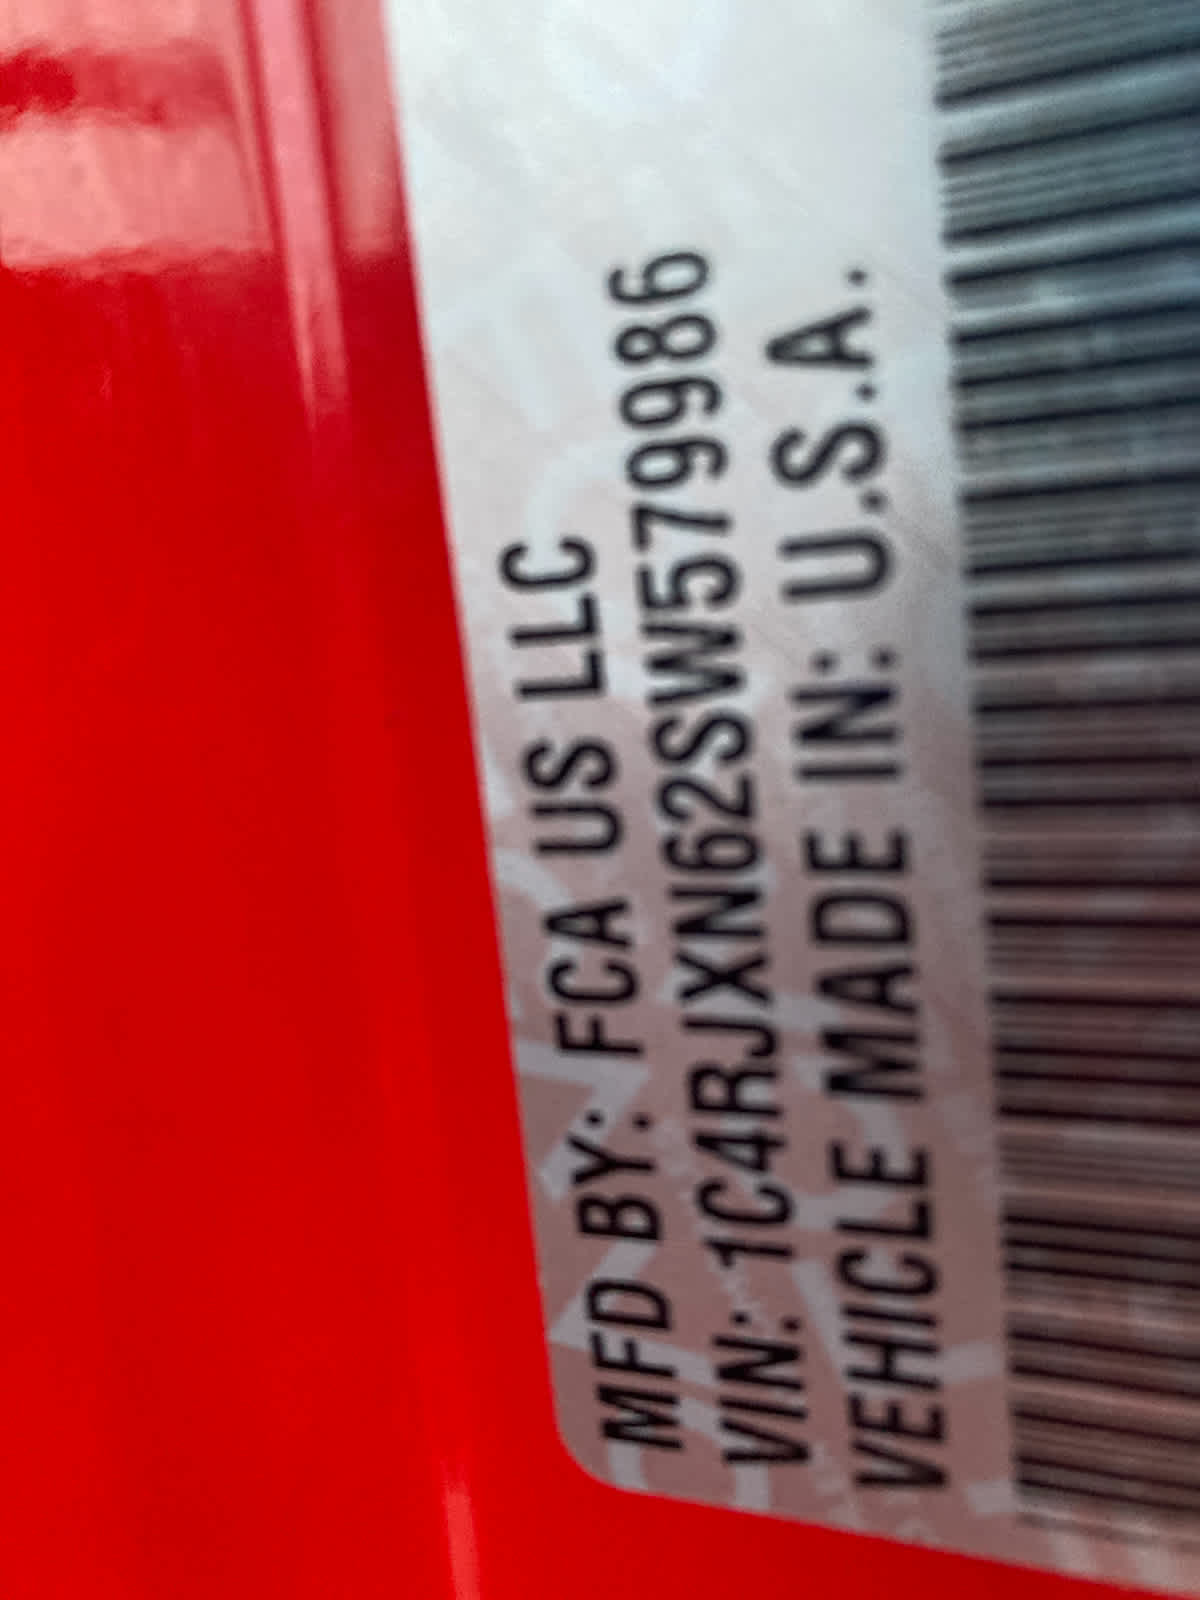 MFD BY: FCA US LLC
VIN: 1C4RJXN62SW579986
VEHICLE MADE IN: U.S.A.